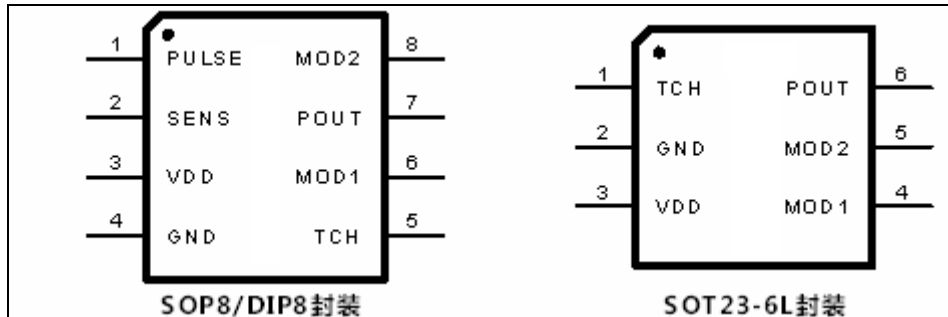 1 PULSE MOD2 8
2 SENS POUT 7
3 VDD MOD1 6
4 GND TCH 5
SOP8/DIP8封装
1 TCH POUT 6
2 GND MOD2 5
3 VDD MOD1 4
SOT23-6L封装